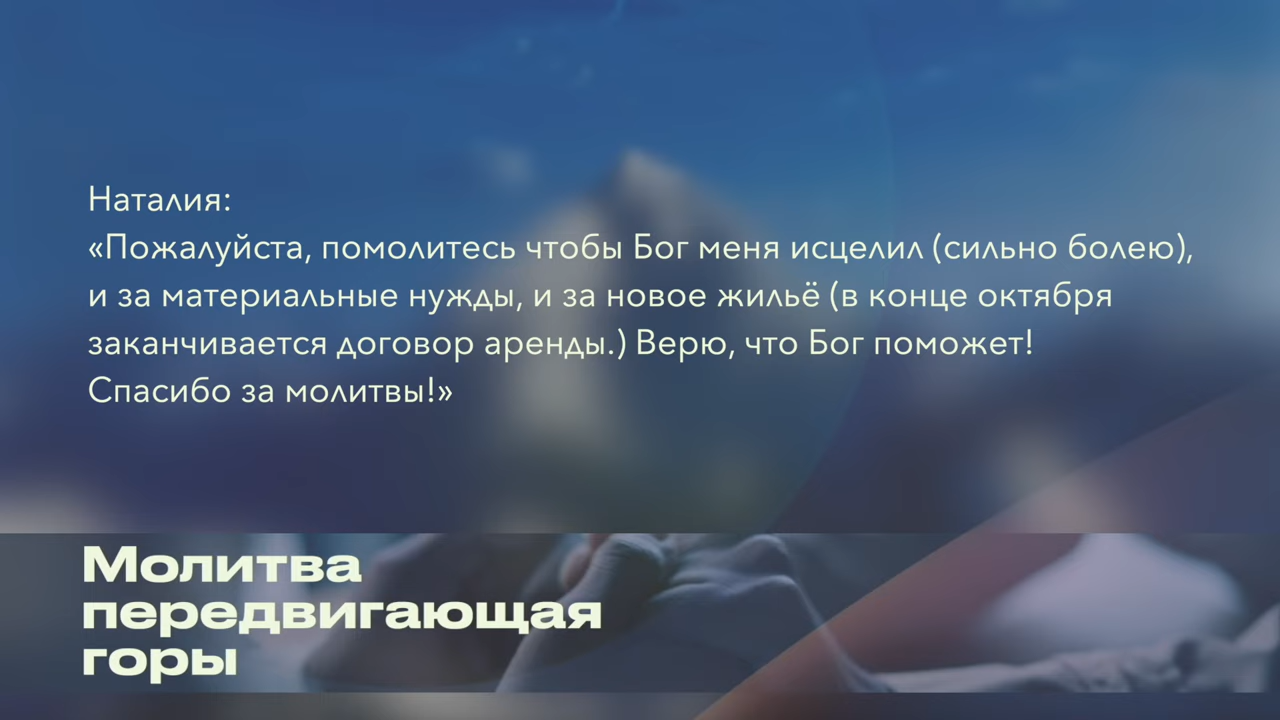 Наталия:
«Пожалуйста, помолитесь чтобы Бог меня исцелил (сильно болею),
и за материальные нужды, и за новое жильё (в конце октября
заканчивается договор аренды.) Верю, что Бог поможет!
Спасибо за молитвы!»
Молитва
передвигающая
горы